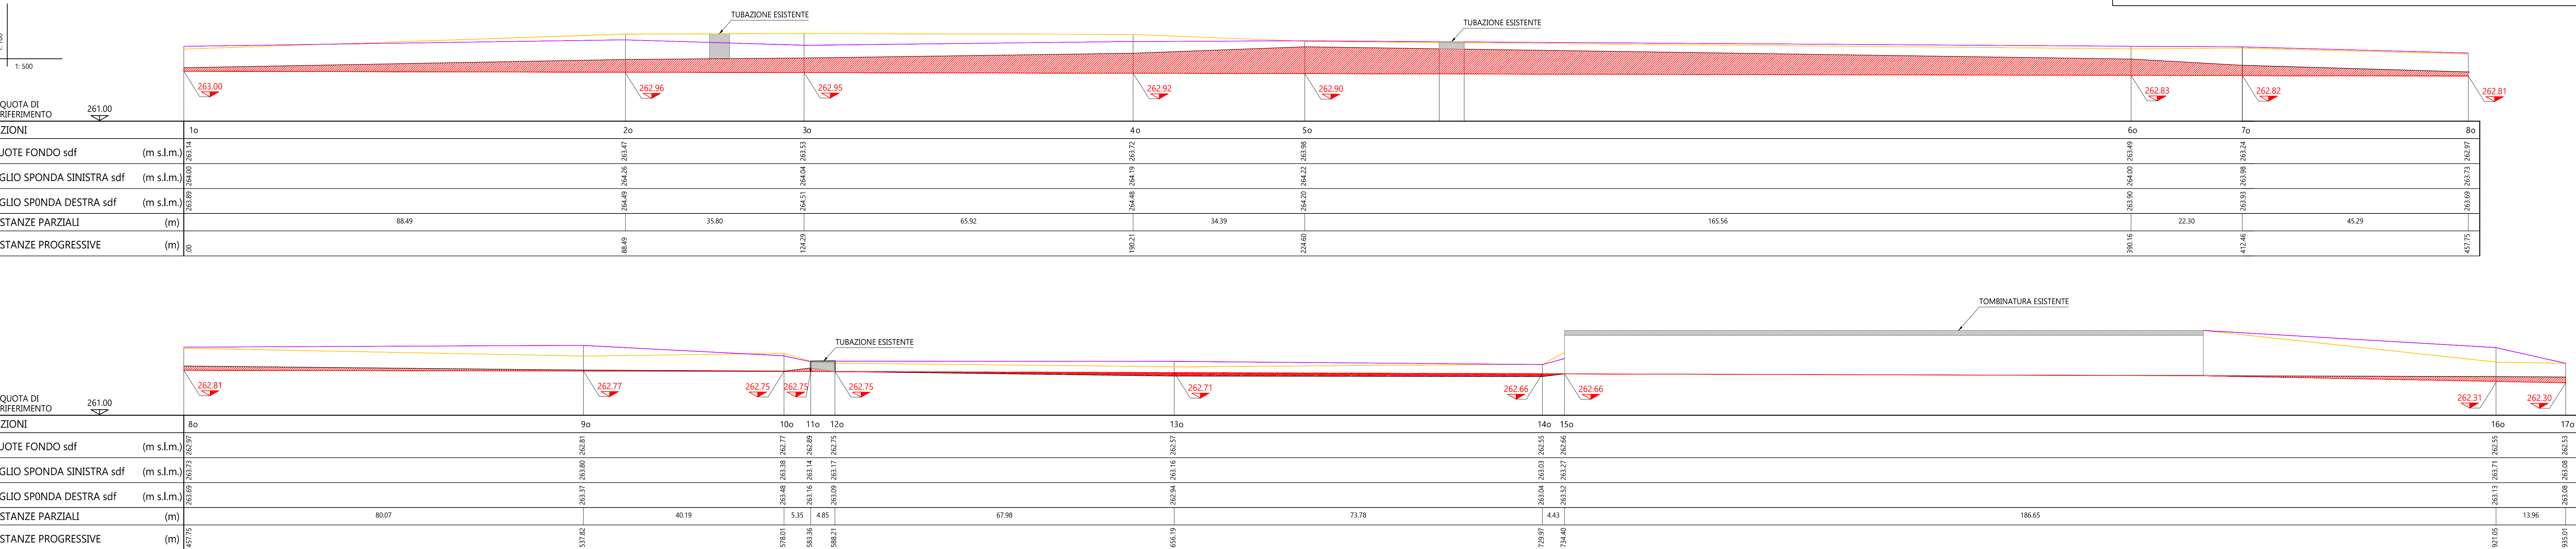 TUBAZIONE ESISTENTE
TUBAZIONE ESISTENTE
1: 500
263.00
262.96
262.95
262.92
262.90
262.83
262.82
262.81
QUOTA DI
RIFERIMENTO
261.00
ZIONI 1o 2o 3o 4o 5o 6o 7o 8o
UOTE FONDO sdf (m s.l.m.) 263.14 263.47 263.53 263.72 263.98 263.49 263.24 262.97
GLIO SPONDA SINISTRA sdf (m s.l.m.) 264.00 264.26 264.04 264.19 264.22 264.00 263.98 263.73
GLIO SP0NDA DESTRA sdf (m s.l.m.) 263.89 264.49 264.51 264.48 264.20 263.90 263.93 263.69
STANZE PARZIALI (m) 88.49 35.80 65.92 34.39 165.56 22.30 45.29
STANZE PROGRESSIVE (m) .00 88.49 124.29 190.21 224.60 390.16 412.46 457.75
TOMBINATURA ESISTENTE
TUBAZIONE ESISTENTE
262.81
262.77
262.75
262.75
262.75
262.71
262.66
262.66
262.31
262.30
QUOTA DI
RIFERIMENTO
261.00
ZIONI 8o 9o 10o 11o 12o 13o 14o 15o 16o 17o
UOTE FONDO sdf (m s.l.m.) 262.97 262.81 262.77 262.89 262.75 262.57 262.55 262.66 262.55 262.53
GLIO SPONDA SINISTRA sdf (m s.l.m.) 263.73 263.80 263.38 263.14 263.17 263.16 263.03 263.27 263.71 263.08
GLIO SP0NDA DESTRA sdf (m s.l.m.) 263.69 263.37 263.48 263.16 263.09 262.94 263.04 263.52 263.13 263.08
STANZE PARZIALI (m) 80.07 40.19 5.35 4.85 67.98 73.78 4.43 186.65 13.96
STANZE PROGRESSIVE (m) 457.75 537.82 578.01 583.36 588.21 656.19 729.97 734.40 921.05 935.01